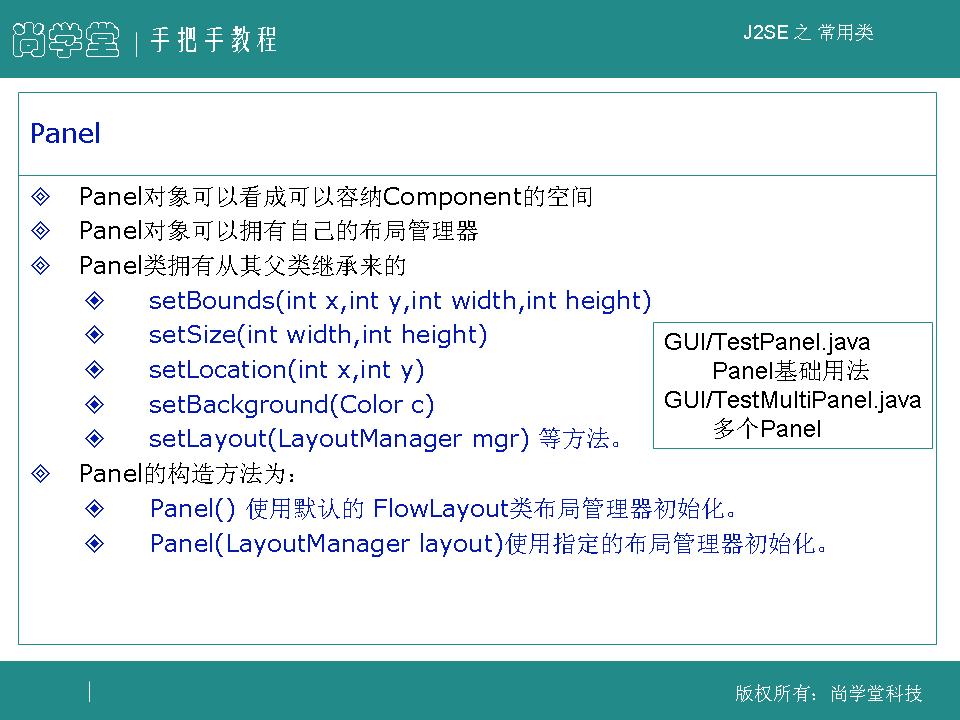 尚学堂 | 手把手教程
J2SE 之 常用类
Panel
Panel对象可以看成可以容纳Component的空间
Panel对象可以拥有自己的布局管理器
Panel类拥有从其父类继承来的
setBounds(int x,int y,int width,int height)
setSize(int width,int height)
setLocation(int x,int y)
setBackground(Color c)
setLayout(LayoutManager mgr) 等方法。
GUI/TestPanel.java
Panel基础用法
GUI/TestMultiPanel.java
多个Panel
Panel的构造方法为：
Panel() 使用默认的 FlowLayout类布局管理器初始化。
Panel(LayoutManager layout)使用指定的布局管理器初始化。
版权所有：尚学堂科技